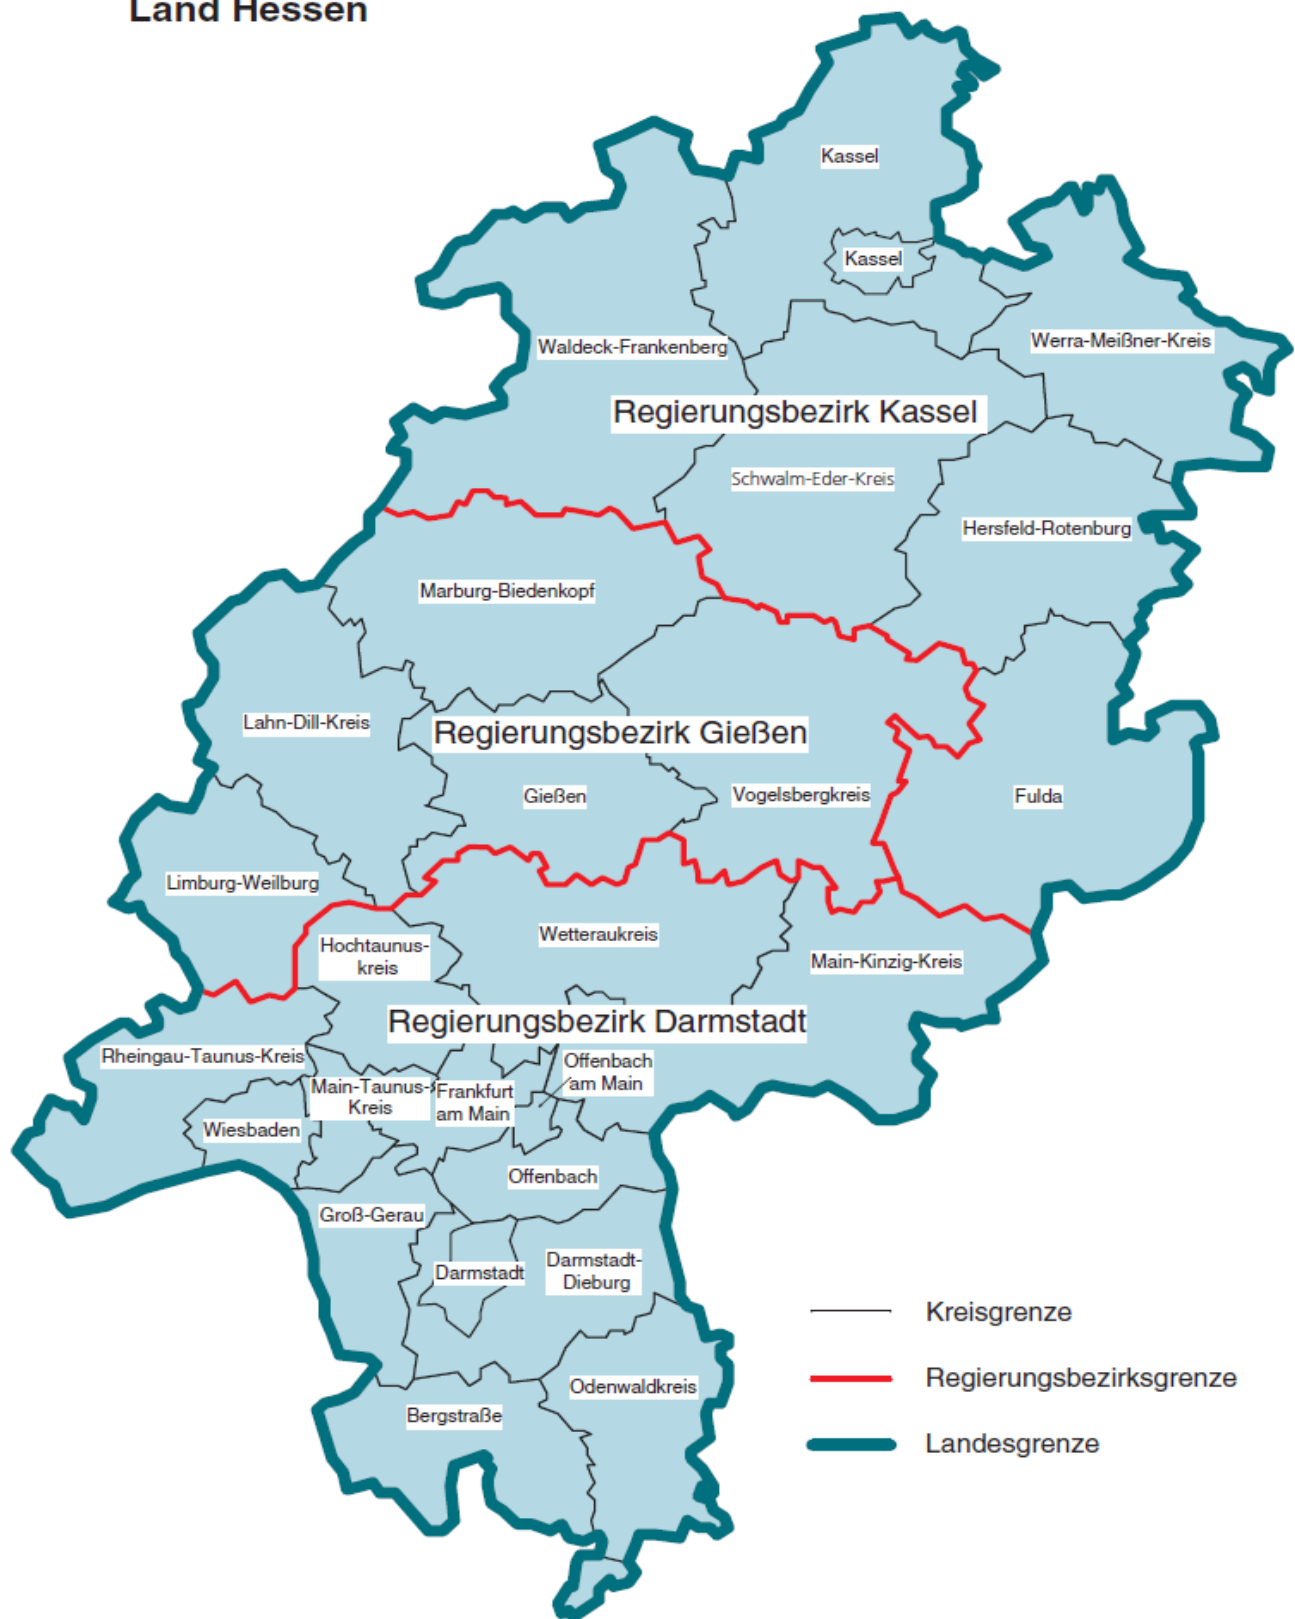 Land Hessen
Kassel
Kassel
Waldeck-Frankenberg
Werra-Meißner-Kreis
Regierungsbezirk Kassel
Schwalm-Eder-Kreis
Hersfeld-Rotenburg
Marburg-Biedenkopf
Lahn-Dill-Kreis
Regierungsbezirk Gießen
Gießen
Vogelsbergkreis
Fulda
Limburg-Weilburg
Wetteraukreis
Hochtaunus-
kreis
Main-Kinzig-Kreis
Regierungsbezirk Darmstadt
Rheingau-Taunus-Kreis
Offenbach
am Main
Main-Taunus-
Kreis
Frankfurt
am Main
Wiesbaden
Offenbach
Groß-Gerau
Darmstadt
Darmstadt-
Dieburg
Odenwaldkreis
Bergstraße
Kreisgrenze
Regierungsbezirksgrenze
Landesgrenze